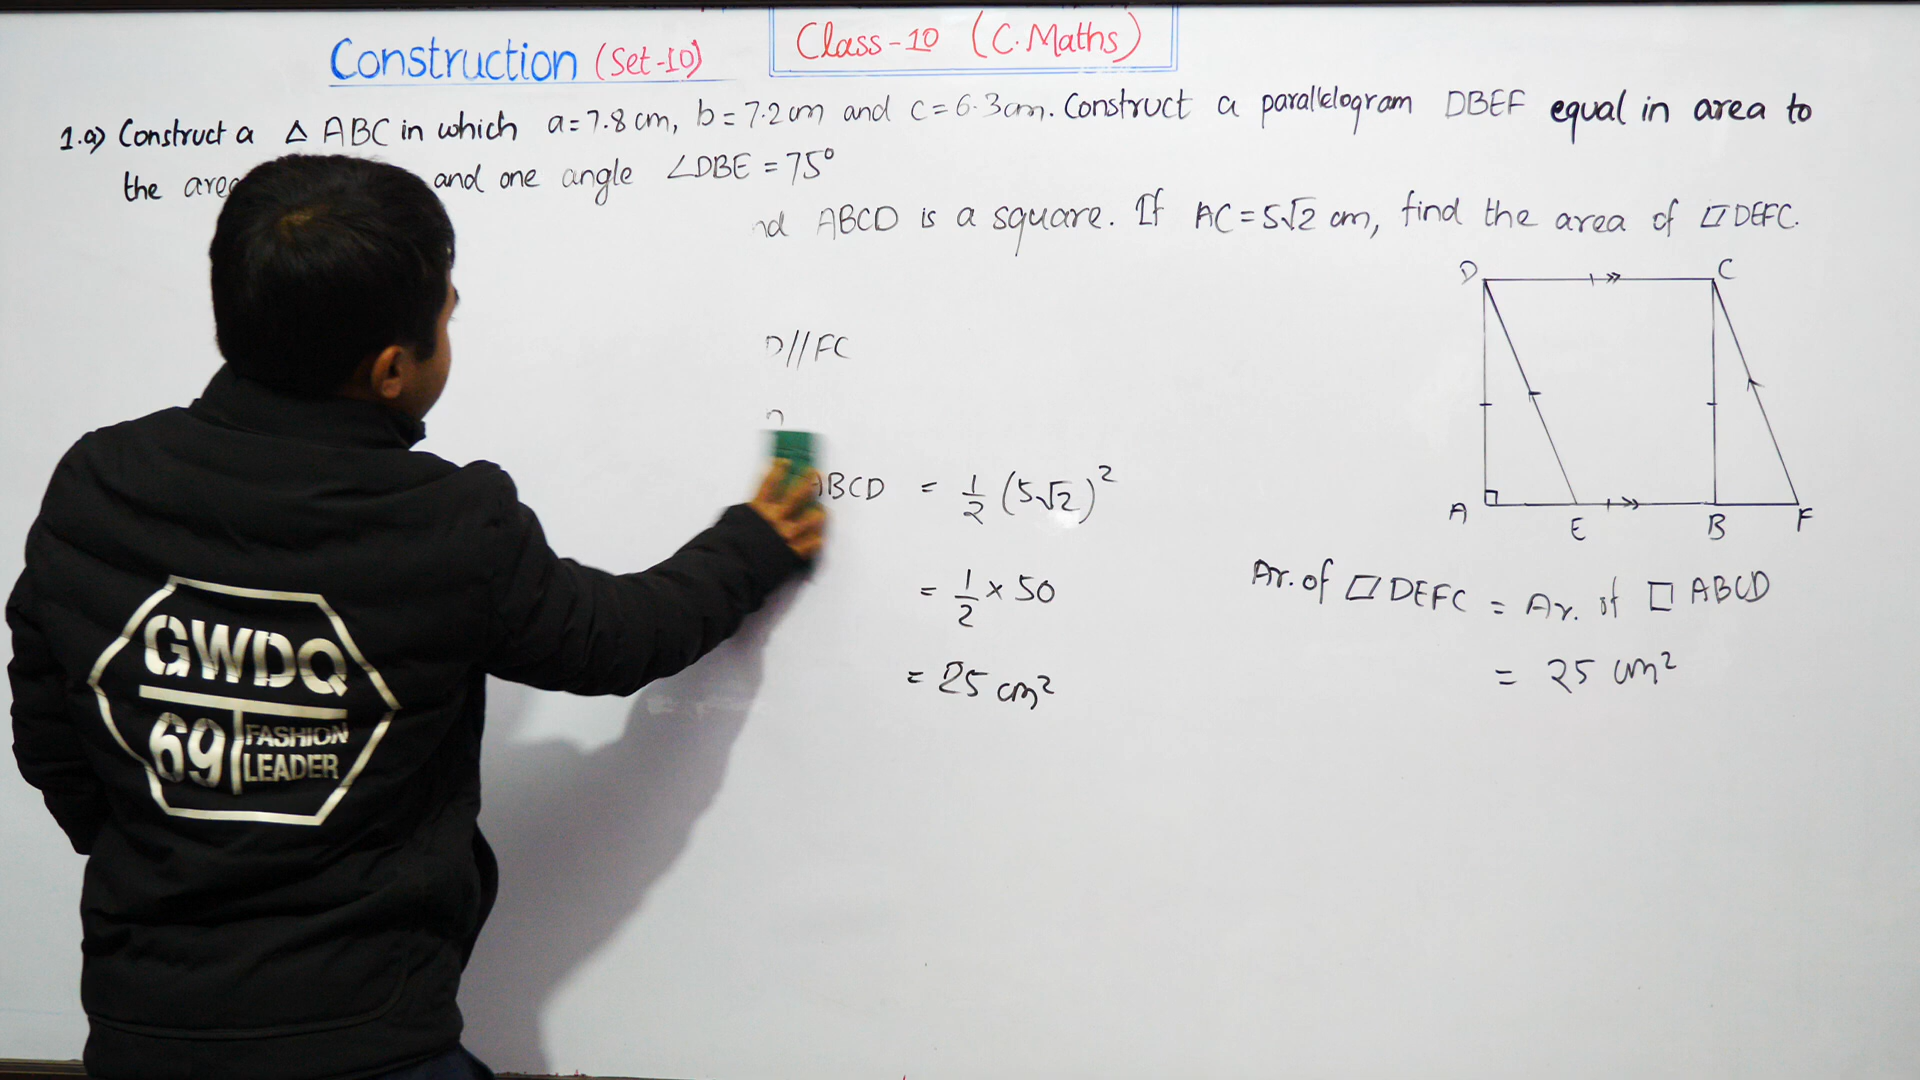 Construction (Set-10)
Class-10 (C.Maths)
1.a) Construct a △ ABC in which a=7.8 cm, b=7.2 cm and c=6.3cm. Construct a parallelogram DBEF equal in area to
the and one angle ∠DBE = 75°
ABCD is a square. If AC=5√2 cm, find the area of ▱DEFC.
//FC
ABCD = 1/2 (5√2)²
= 1/2 × 50
= 25 cm²
D
C
A
E
B
F
Ar. of ▱ DEFC = Ar. of □ ABCD
= 25 cm²
GWDQ
69 FASHION
LEADER